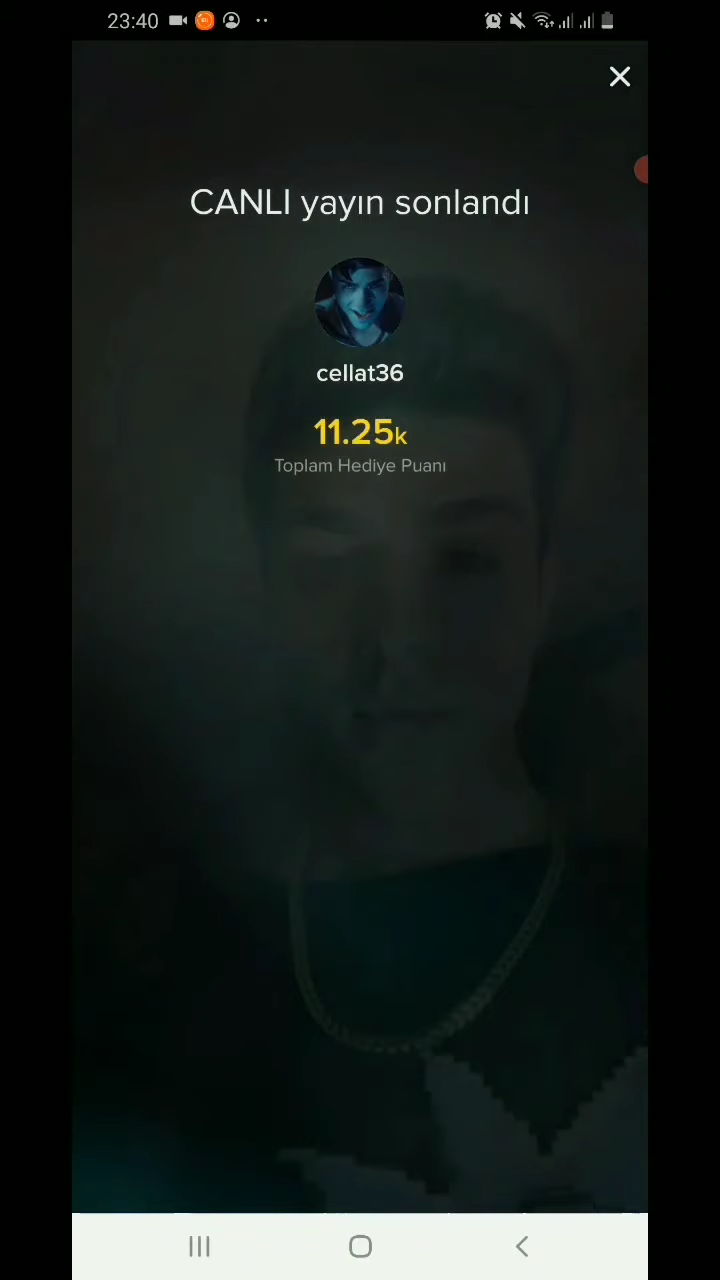 23:40
CANLI yayın sonlandı
cellat36
11.25k
Toplam Hediye Puanı